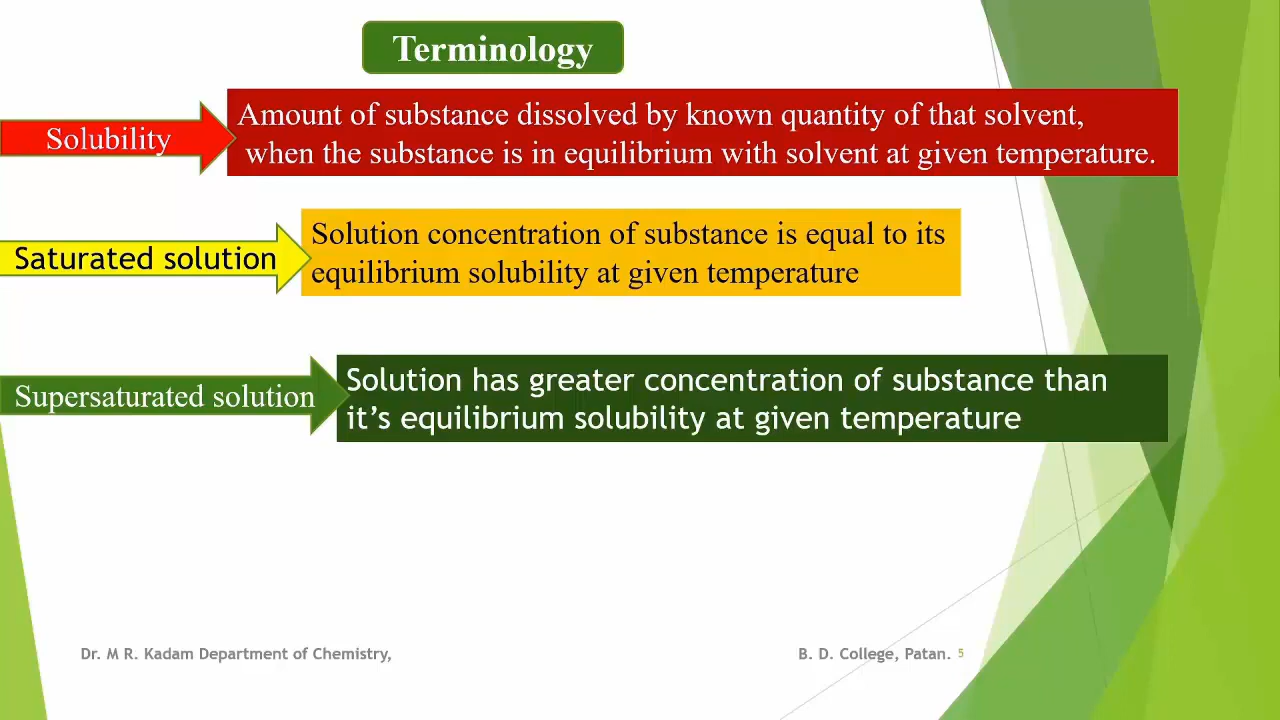 Terminology
Solubility
Amount of substance dissolved by known quantity of that solvent,
when the substance is in equilibrium with solvent at given temperature.
Saturated solution
Solution concentration of substance is equal to its
equilibrium solubility at given temperature
Supersaturated solution
Solution has greater concentration of substance than
it’s equilibrium solubility at given temperature
Dr. M R. Kadam Department of Chemistry,
B. D. College, Patan. 5